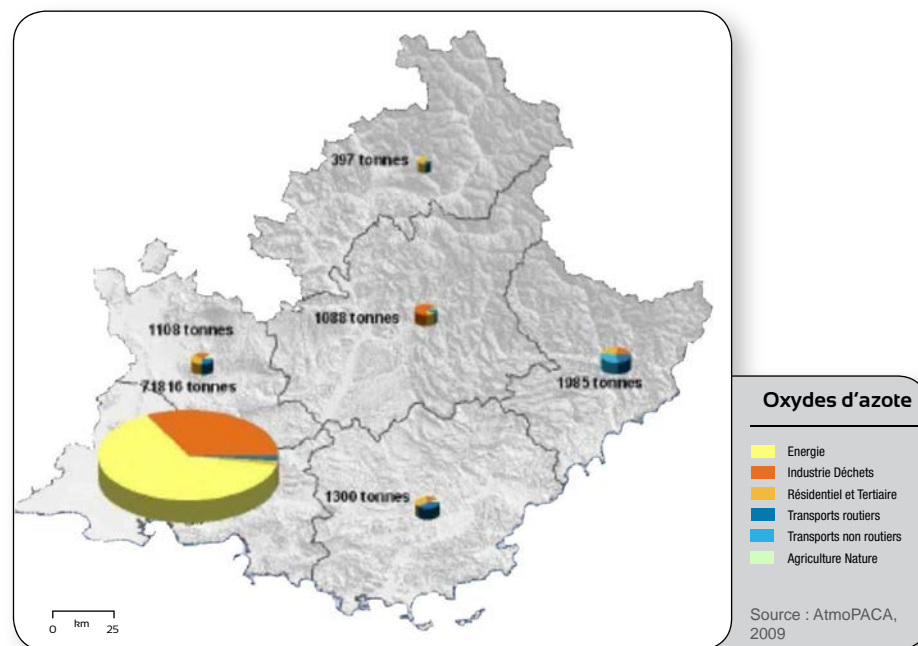 397 tonnes
1088 tonnes
1108 tonnes
71816 tonnes
1985 tonnes
1300 tonnes
km
0 25
Oxydes d'azote
Energie
Industrie Déchets
Résidentiel et Tertiaire
Transports routiers
Transports non routiers
Agriculture Nature
Source : AtmoPACA,
2009